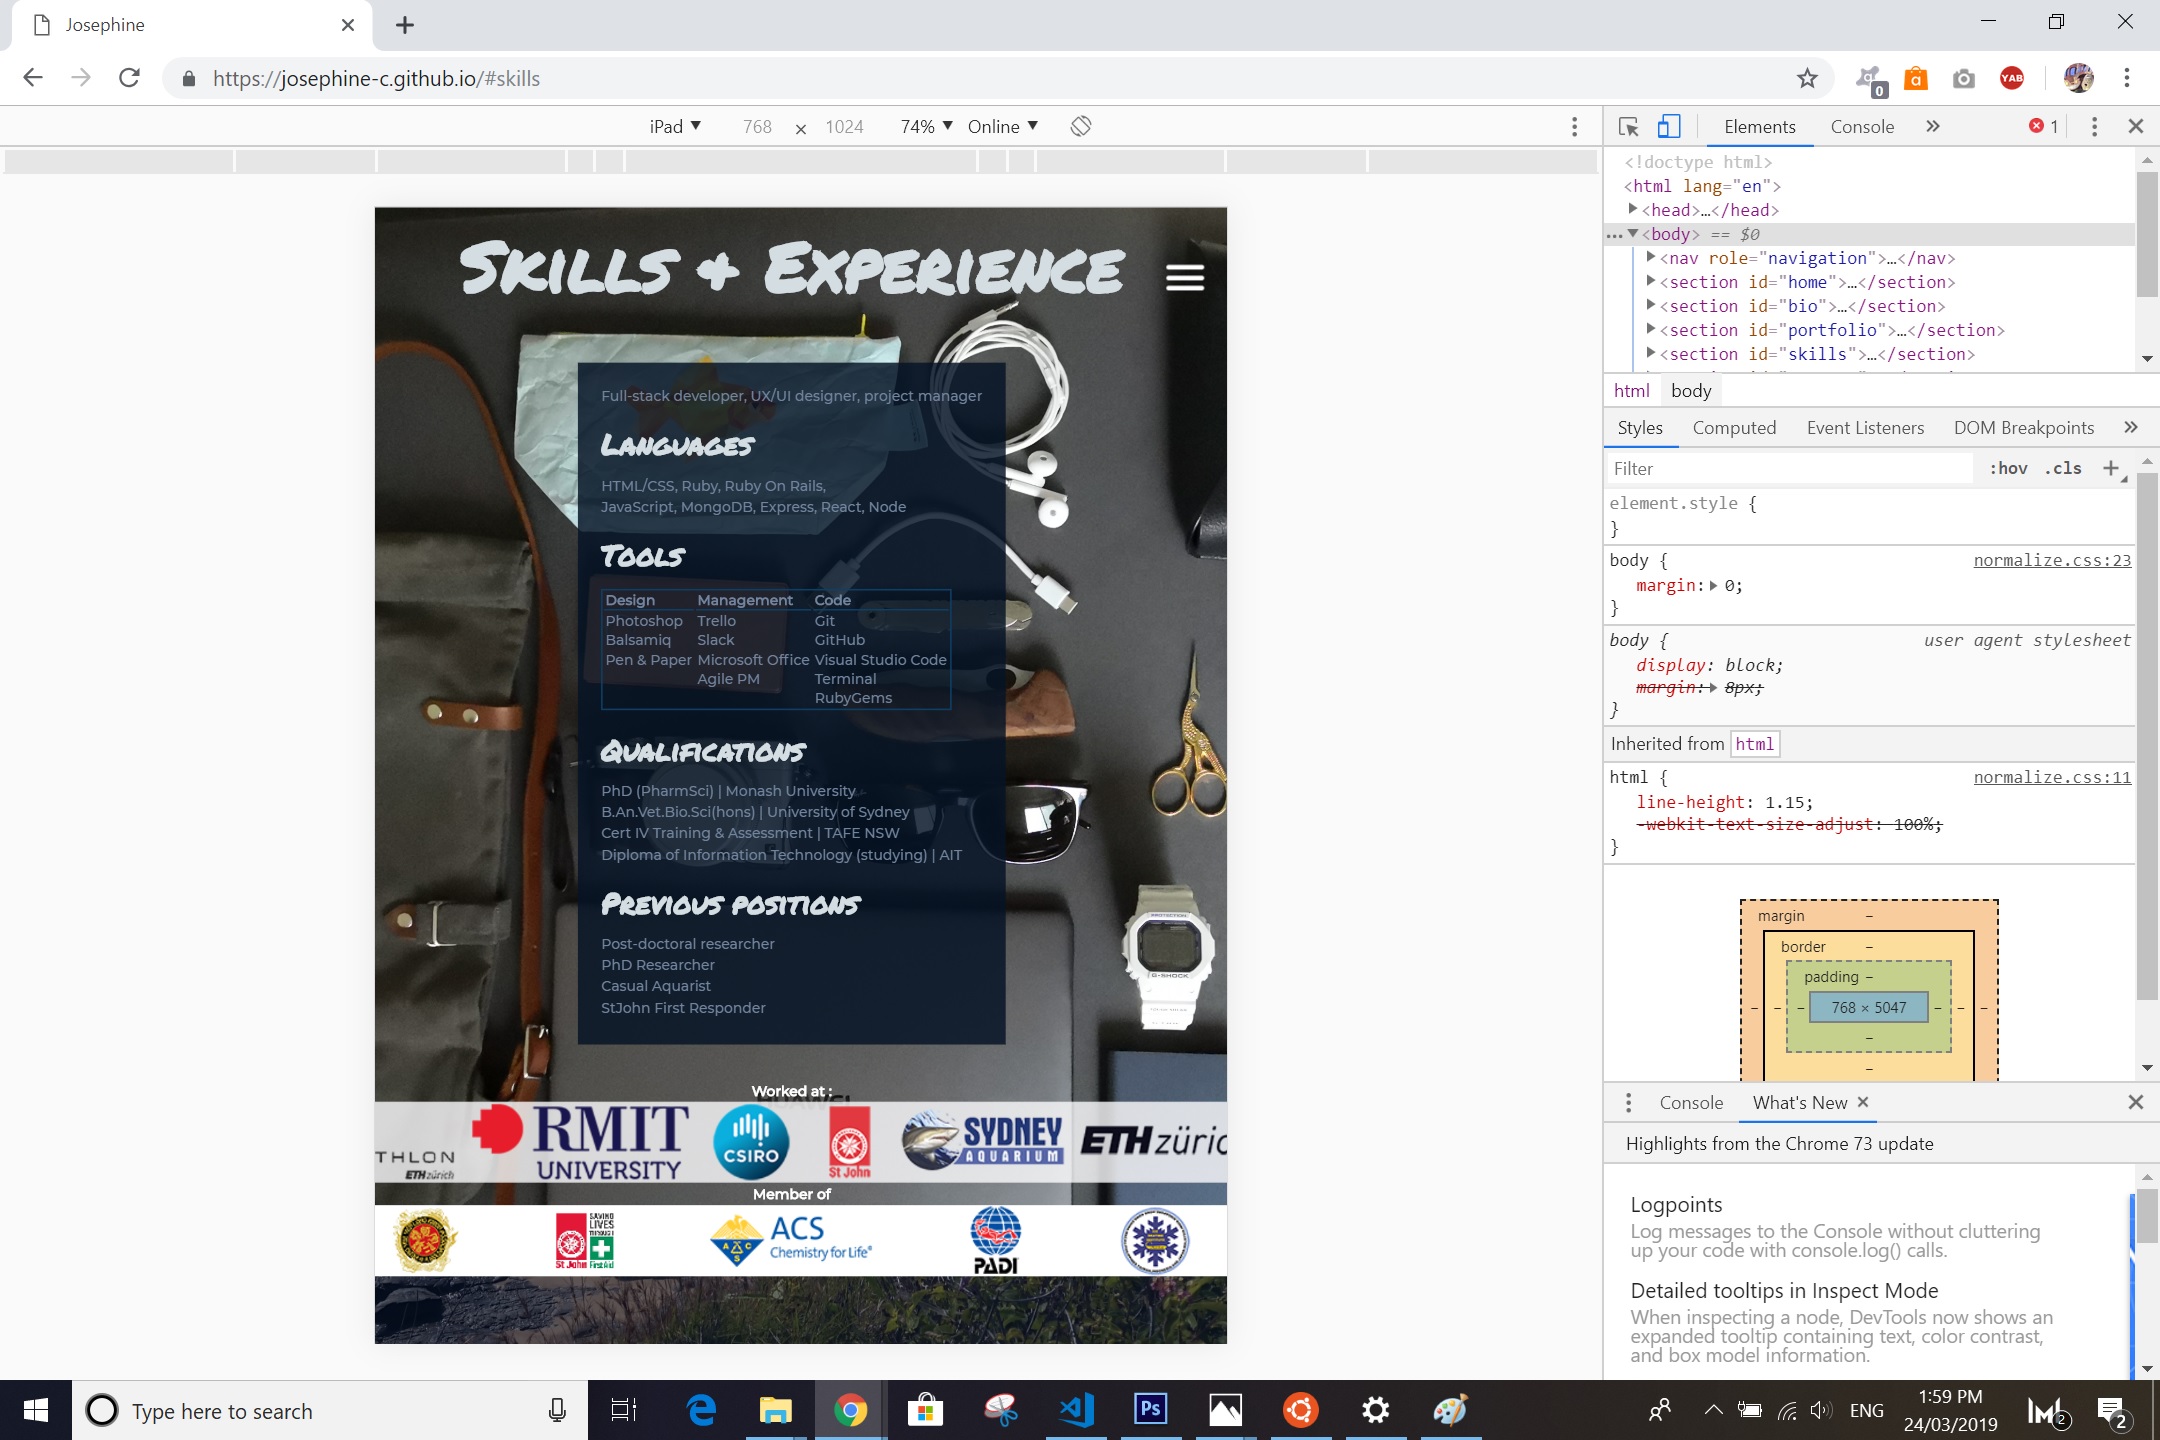 Josephine
https://josephine-c.github.io/#skills
0
a
YAB
iPad ▼ 768 × 1024 74% ▼ Online ▼
Elements Console » 1
<!doctype html>
<html lang="en">
<head>…</head>
… <body> == $0
<nav role="navigation">…</nav>
<section id="home">…</section>
<section id="bio">…</section>
<section id="portfolio">…</section>
<section id="skills">…</section>
html body
Styles Computed Event Listeners DOM Breakpoints »
Filter :hov .cls +
element.style {
}
body { normalize.css:23
margin: 0;
}
body { user agent stylesheet
display: block;
margin: 8px;
}
Inherited from html
html { normalize.css:11
line-height: 1.15;
-webkit-text-size-adjust: 100%;
}
margin –
border –
padding –
– – – 768 × 5047 – – –
–
–
Console What's New ×
Highlights from the Chrome 73 update
Logpoints
Log messages to the Console without cluttering
up your code with console.log() calls.
Detailed tooltips in Inspect Mode
When inspecting a node, DevTools now shows an
expanded tooltip containing text, color contrast,
and box model information.
Skills & Experience
Full-stack developer, UX/UI designer, project manager
Languages
HTML/CSS, Ruby, Ruby On Rails,
JavaScript, MongoDB, Express, React, Node
Tools
Design Management Code
Photoshop Trello Git
Balsamiq Slack GitHub
Pen & Paper Microsoft Office Visual Studio Code
Agile PM Terminal
RubyGems
Qualifications
PhD (PharmSci) | Monash University
B.An.Vet.Bio.Sci(hons) | University of Sydney
Cert IV Training & Assessment | TAFE NSW
Diploma of Information Technology (studying) | AIT
Previous positions
Post-doctoral researcher
PhD Researcher
Casual Aquarist
StJohn First Responder
PROTECTION
G-SHOCK
Worked at :
HUAWEI
THLON
ETHzürich
RMIT
UNIVERSITY
CSIRO
St John
SYDNEY
AQUARIUM
ETHzüric
Member of
St John
SAVING
LIVES
THROUGH
First Aid
ACS
ACS
Chemistry for Life®
PADI
Type here to search
Ps
ENG
1:59 PM
24/03/2019
2
2